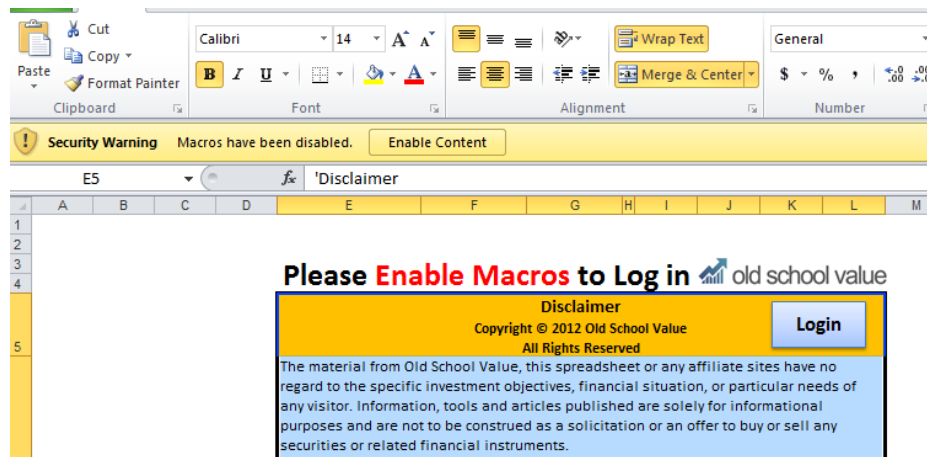 Cut
Calibri 14 A A Wrap Text General
Copy
Paste
Format Painter B I U A Merge & Center $ % , .00
Clipboard Font Alignment Number
Security Warning Macros have been disabled. Enable Content
E5 fx 'Disclaimer
A B C D E F G H I J K L M
1
2
3
4 Please Enable Macros to Log in old school value
Disclaimer
Copyright © 2012 Old School Value Login
5 All Rights Reserved
The material from Old School Value, this spreadsheet or any affiliate sites have no
regard to the specific investment objectives, financial situation, or particular needs of
any visitor. Information, tools and articles published are solely for informational
purposes and are not to be construed as a solicitation or an offer to buy or sell any
securities or related financial instruments.